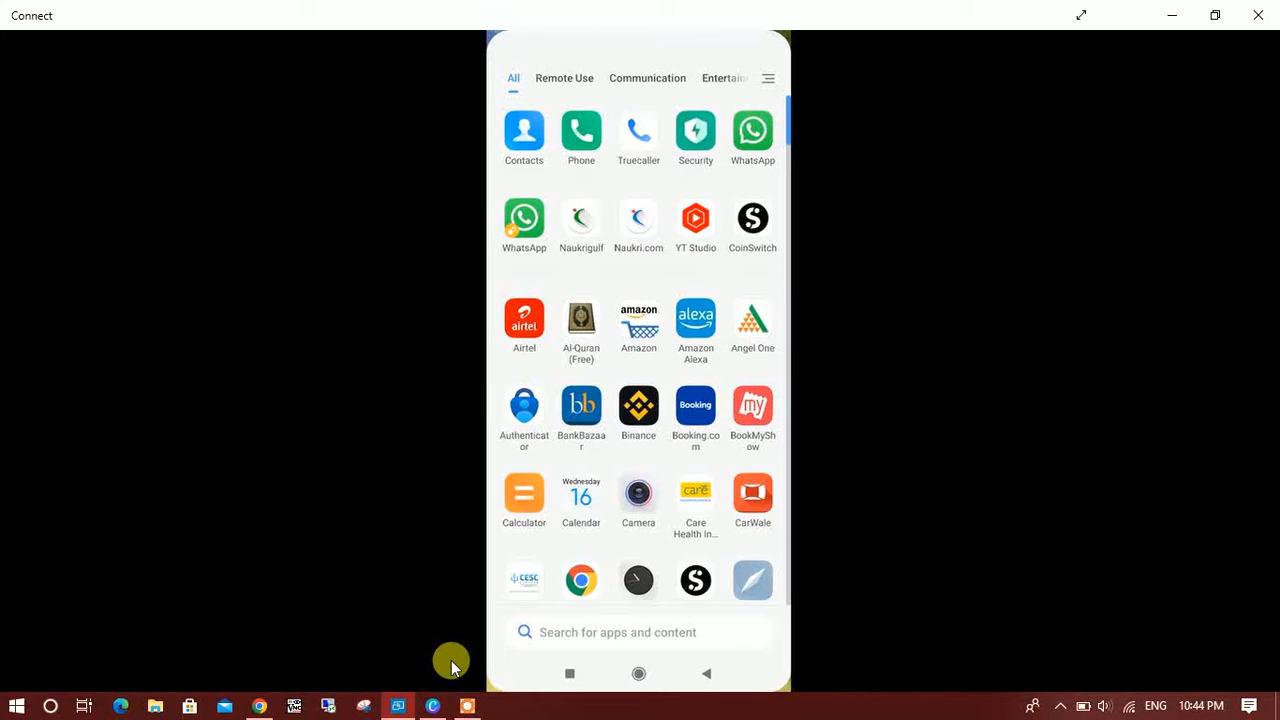 Connect
All Remote Use Communication Entertain
Contacts Phone Truecaller Security WhatsApp
WhatsApp Naukrigulf Naukri.com YT Studio CoinSwitch
airtel amazon alexa
Airtel Al-Quran (Free) Amazon Amazon Alexa Angel One
bb Booking my
Authenticat
or BankBazaa
r Binance Booking.co
m BookMySh
ow
Wednesday
16 care
Calculator Calendar Camera Care
Health In... CarWale
CESC
Search for apps and content
ENG 10:44 PM